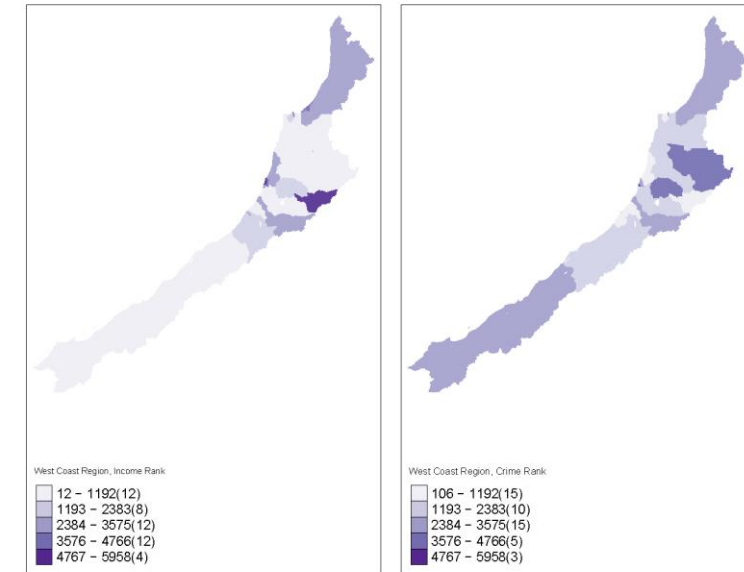 West Coast Region, Income Rank
12 – 1192(12)
1193 – 2383(8)
2384 – 3575(12)
3576 – 4766(12)
4767 – 5958(4)
West Coast Region, Crime Rank
106 – 1192(15)
1193 – 2383(10)
2384 – 3575(15)
3576 – 4766(5)
4767 – 5958(3)